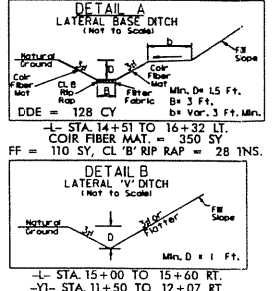 DETAIL A
LATERAL BASE DITCH
( Not to Scale)
Natural
Ground
b
Fill
Slope
D
B
Coir
Fiber
Mat
CL B
Rip
Rap
Filter
Fabric
Coir
Fiber
Mat
Min. D= 1.5 Ft.
B= 3 Ft.
b= Var. 3 Ft. Min.
DDE = 128 CY
-L- STA. 14+51 TO 16+32 LT.
COIR FIBER MAT. = 350 SY
FF = 110 SY, CL 'B' RIP RAP = 28 TNS.
DETAIL B
LATERAL 'V' DITCH
( Not to Scale)
Natural
Ground
D
3:1 or
Flatter
Fill
Slope
Min. D = 1 Ft.
-L- STA. 15+00 TO 15+60 RT.
-Y1- STA. 11+50 TO 12+07 RT